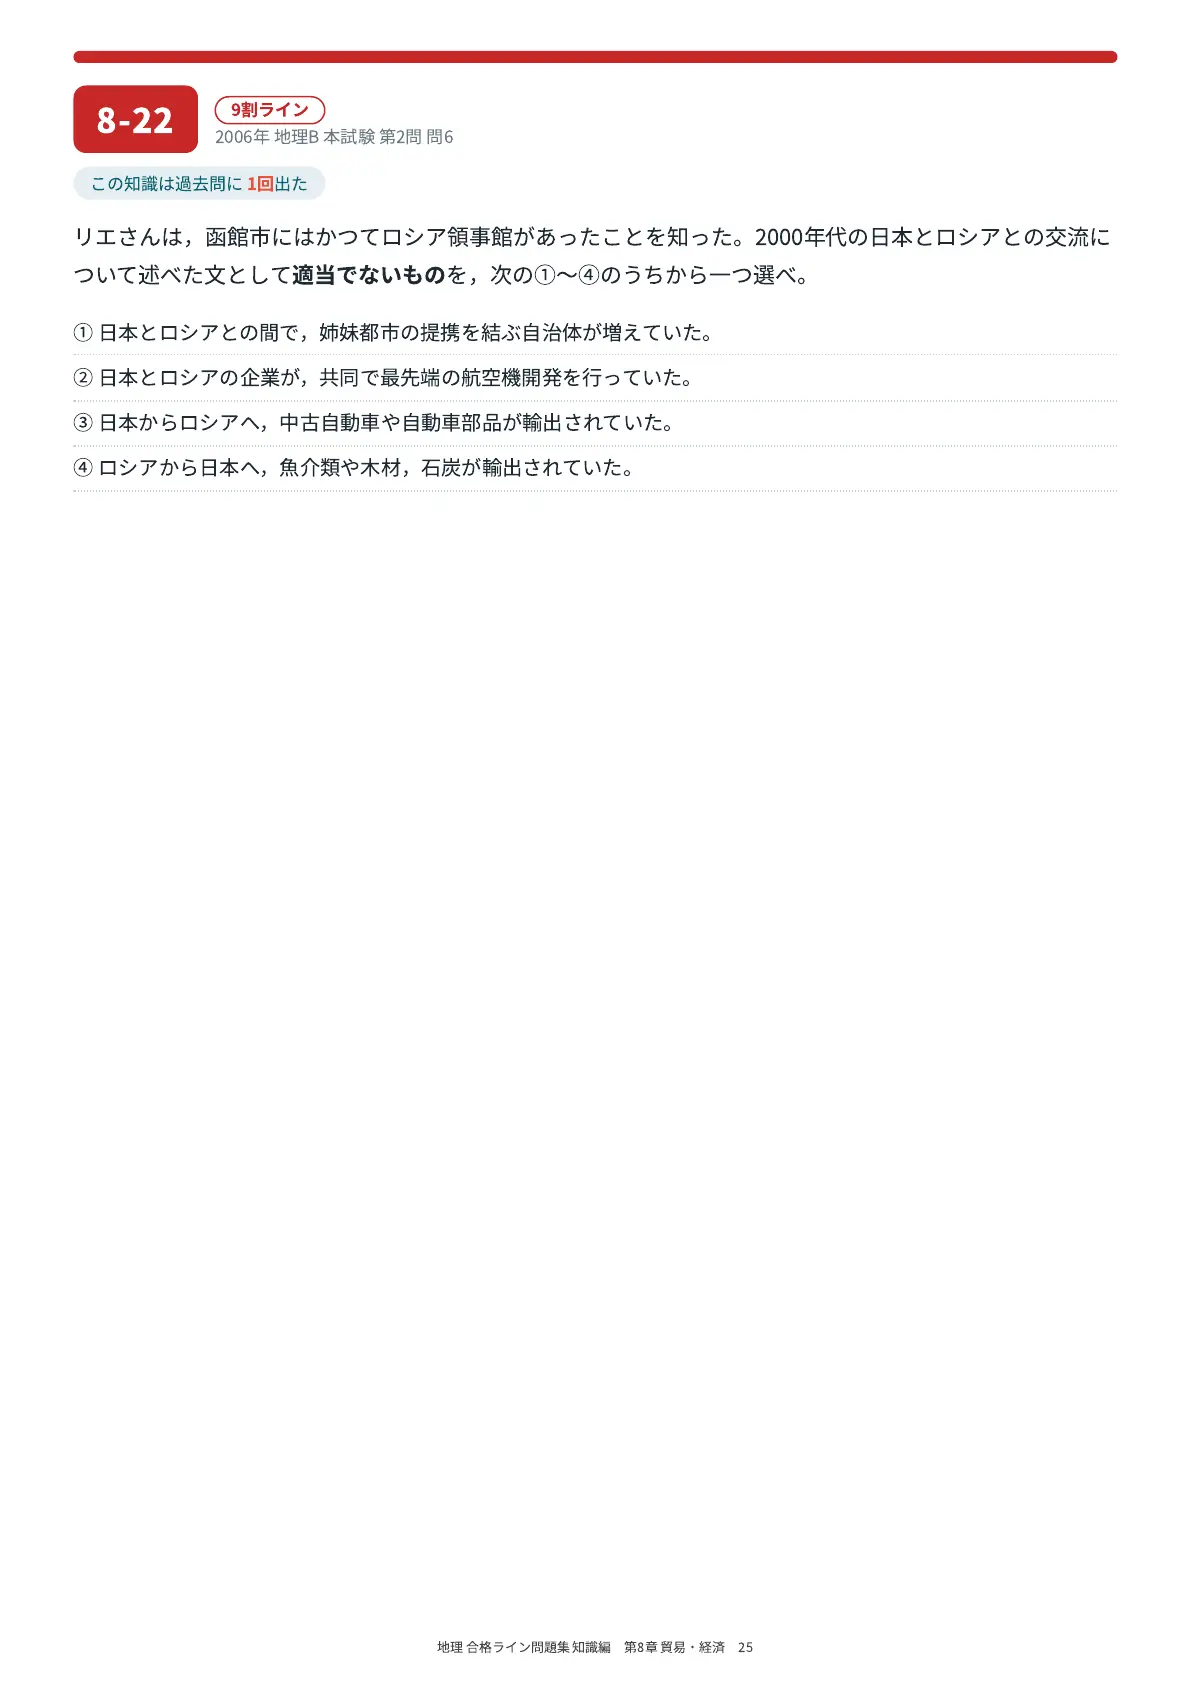 8-22
9割ライン
2006年 地理B 本試験 第2問 問6
この知識は過去問に 1回出た
リエさんは，函館市にはかつてロシア領事館があったことを知った。2000年代の日本とロシアとの交流に
ついて述べた文として適当でないものを，次の①～④のうちから一つ選べ。
① 日本とロシアとの間で，姉妹都市の提携を結ぶ自治体が増えていた。
② 日本とロシアの企業が，共同で最先端の航空機開発を行っていた。
③ 日本からロシアへ，中古自動車や自動車部品が輸出されていた。
④ ロシアから日本へ，魚介類や木材，石炭が輸出されていた。
地理 合格ライン問題集 知識編　第8章 貿易・経済　25